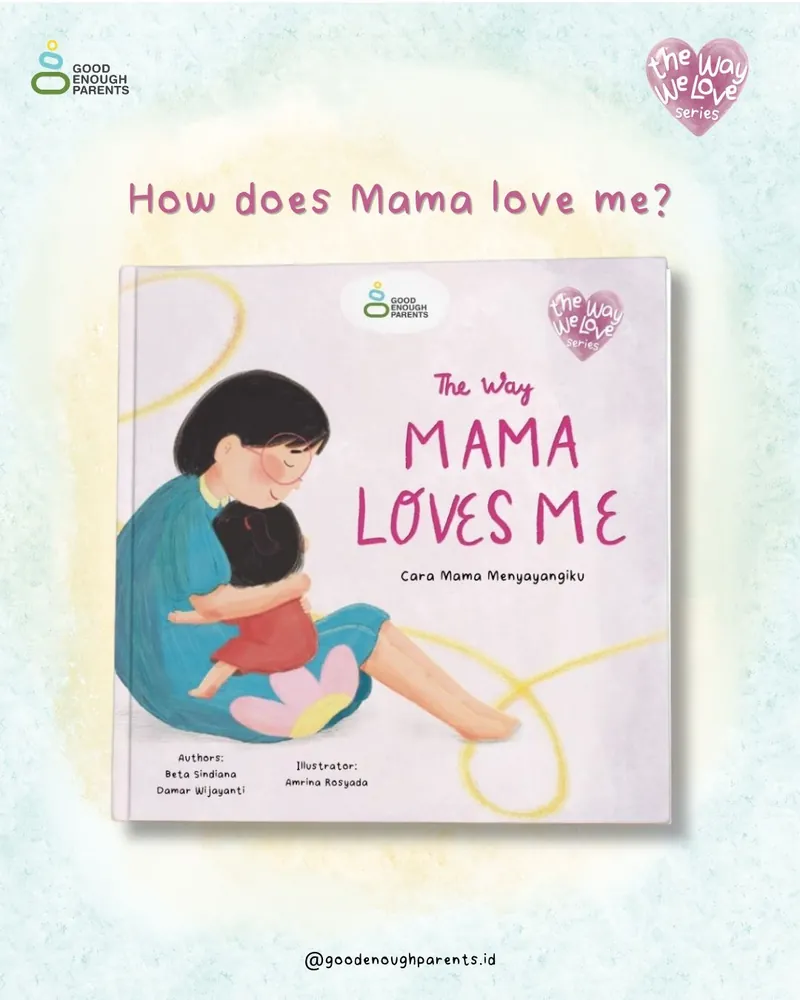 GOOD
ENOUGH
PARENTS
the Way
We Love
series
How does Mama love me?
GOOD
ENOUGH
PARENTS
the Way
We Love
series
The Way
MAMA
LOVES ME
Cara Mama Menyayangiku
Authors:
Beta Sindiana
Damar Wijayanti
Illustrator:
Amrina Rosyada
@goodenoughparents.id